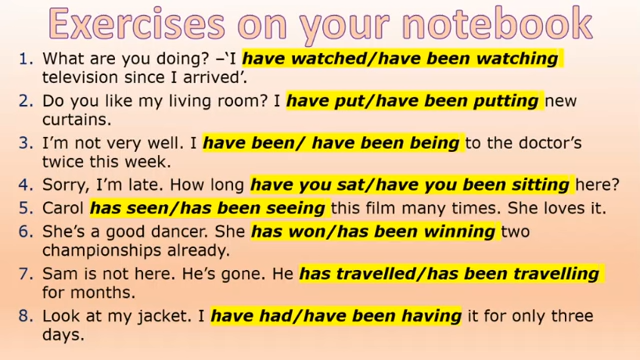 Exercises on your notebook
1. What are you doing? –‘I have watched/have been watching
television since I arrived’.
2. Do you like my living room? I have put/have been putting new
curtains.
3. I’m not very well. I have been/ have been being to the doctor’s
twice this week.
4. Sorry, I’m late. How long have you sat/have you been sitting here?
5. Carol has seen/has been seeing this film many times. She loves it.
6. She’s a good dancer. She has won/has been winning two
championships already.
7. Sam is not here. He’s gone. He has travelled/has been travelling
for months.
8. Look at my jacket. I have had/have been having it for only three
days.